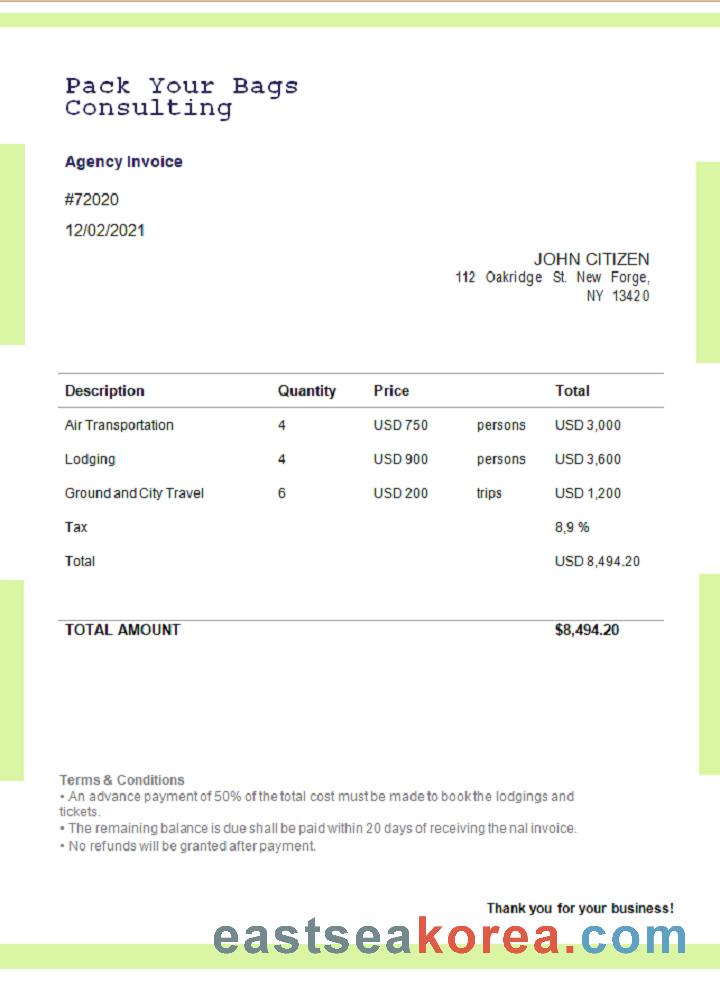 Pack Your Bags
Consulting
Agency Invoice
#72020
12/02/2021
JOHN CITIZEN
112 Oakridge St. New Forge,
NY 13420
Description Quantity Price Total
Air Transportation 4 USD 750 persons USD 3,000
Lodging 4 USD 900 persons USD 3,600
Ground and City Travel 6 USD 200 trips USD 1,200
Tax 8,9 %
Total USD 8,494.20
TOTAL AMOUNT $8,494.20
Terms & Conditions
• An advance payment of 50% of the total cost must be made to book the lodgings and
tickets.
• The remaining balance is due shall be paid within 20 days of receiving the nal invoice.
• No refunds will be granted after payment.
Thank you for your business!
eastseakorea.com